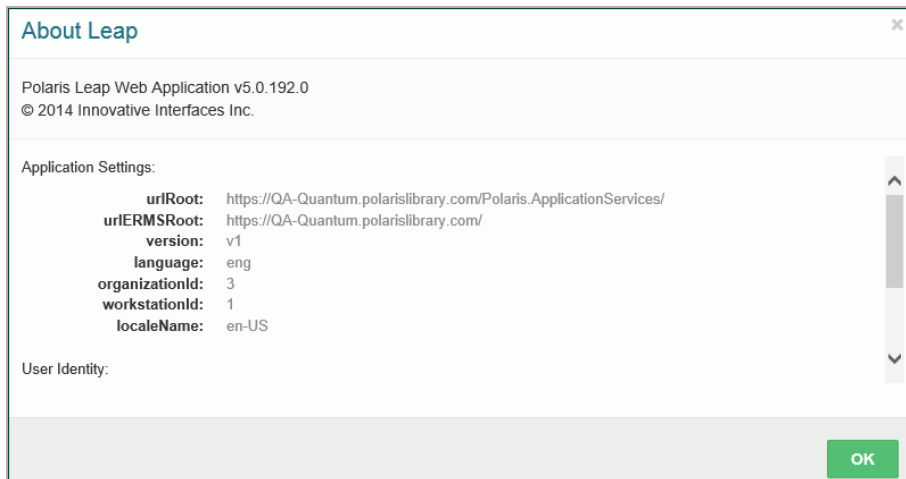 About Leap
×
Polaris Leap Web Application v5.0.192.0
© 2014 Innovative Interfaces Inc.
Application Settings:
urlRoot: https://QA-Quantum.polarislibrary.com/Polaris.ApplicationServices/
urlERMSRoot: https://QA-Quantum.polarislibrary.com/
version: v1
language: eng
organizationId: 3
workstationId: 1
localeName: en-US
User Identity:
OK